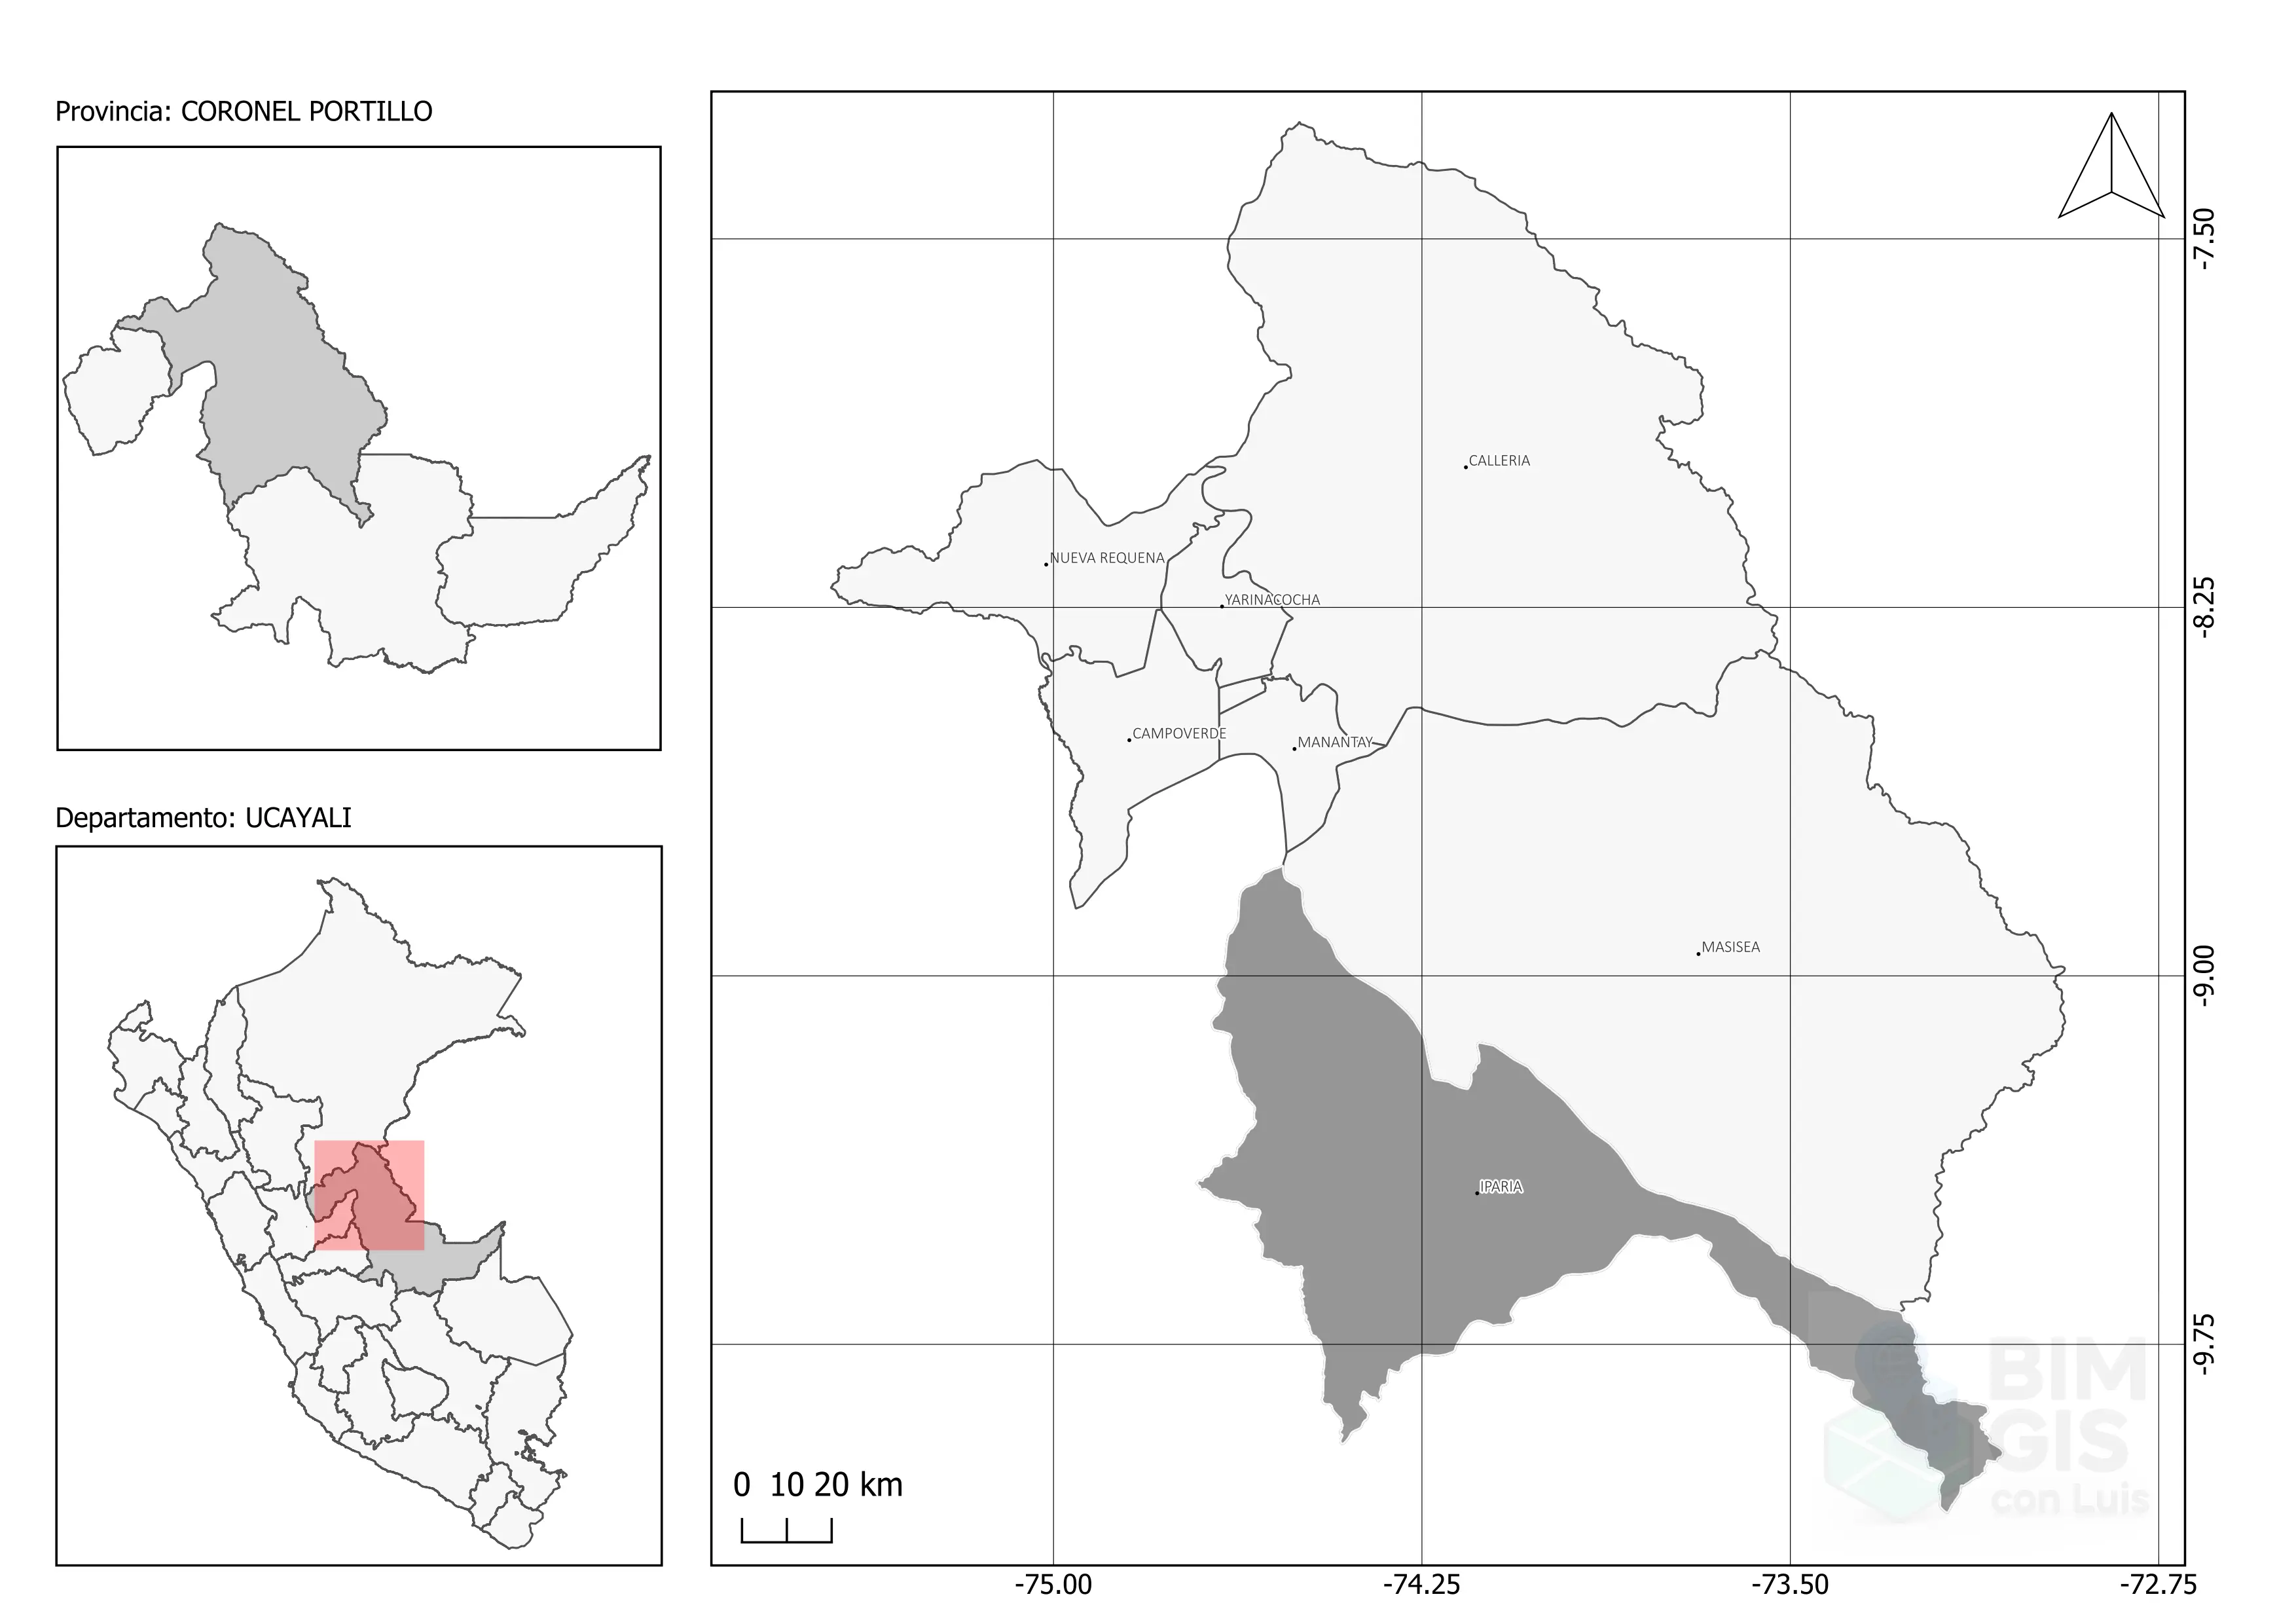 Provincia: CORONEL PORTILLO
Departamento: UCAYALI
CALLERIA
NUEVA REQUENA
YARINACOCHA
CAMPOVERDE
MANANTAY
MASISEA
IPARIA
-7.50
-8.25
-9.00
-9.75
0 10 20 km
-75.00 -74.25 -73.50 -72.75
BIM
GIS
con Luis